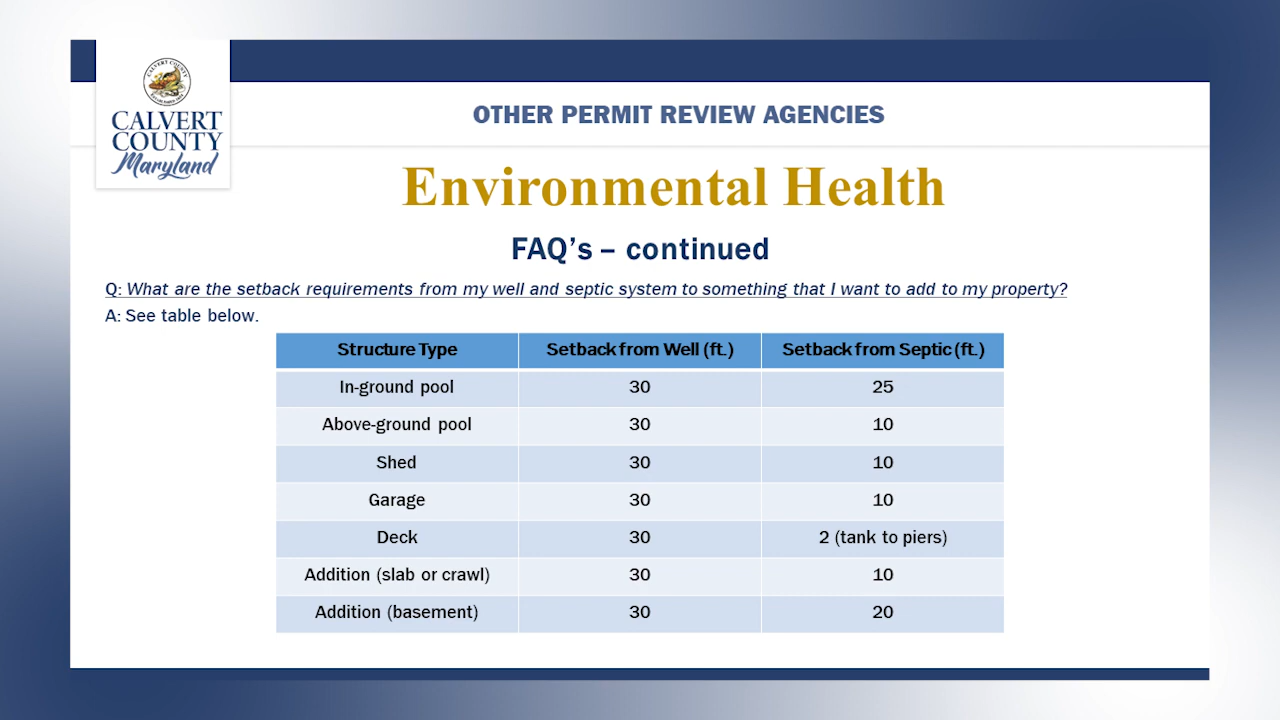 CALVERT COUNTY
CALVERT
COUNTY
Maryland
OTHER PERMIT REVIEW AGENCIES
Environmental Health
FAQ's – continued
Q: What are the setback requirements from my well and septic system to something that I want to add to my property?
A: See table below.
Structure Type Setback from Well (ft.) Setback from Septic (ft.)
In-ground pool 30 25
Above-ground pool 30 10
Shed 30 10
Garage 30 10
Deck 30 2 (tank to piers)
Addition (slab or crawl) 30 10
Addition (basement) 30 20